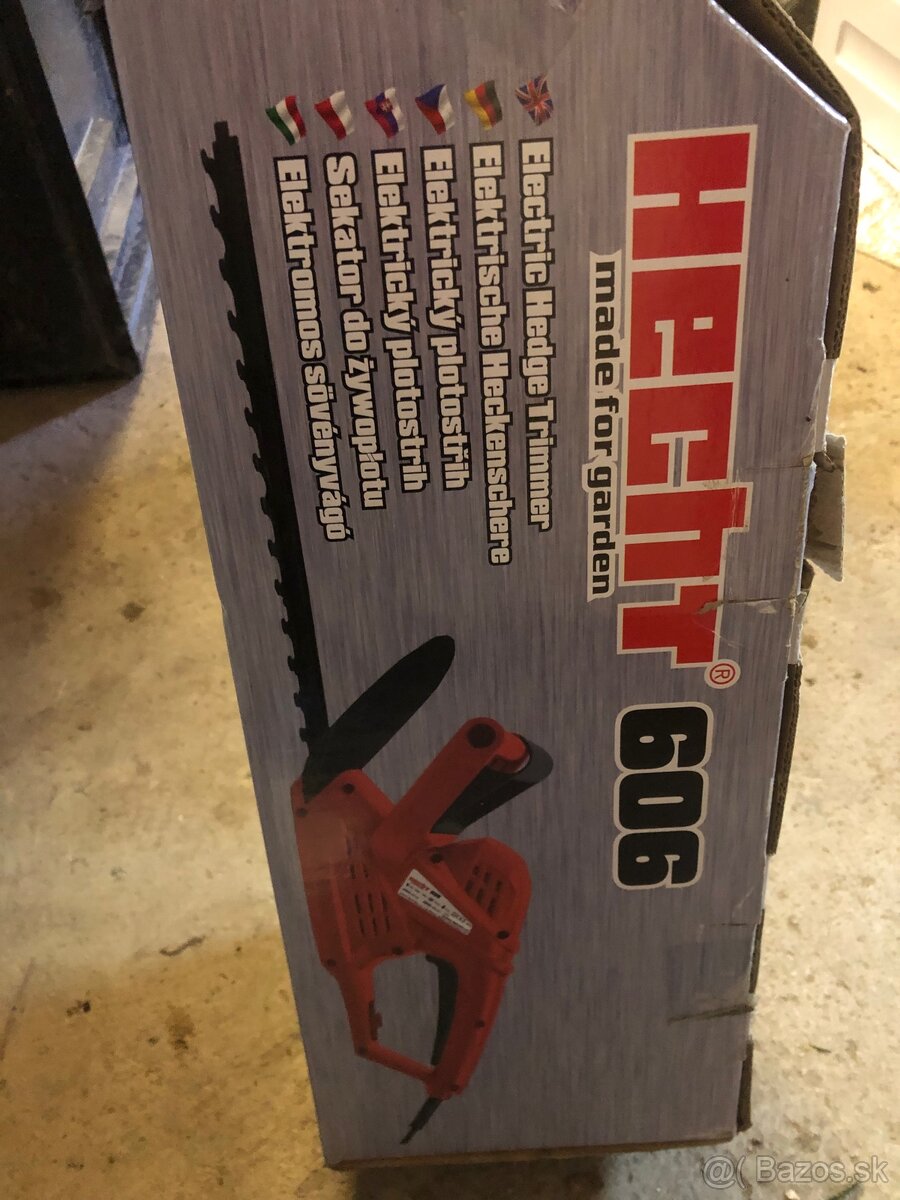 HECHT® 606
made for garden
Electric Hedge Trimmer
Elektrische Heckenschere
Elektrický plotostřih
Elektrický plotostrih
Sekator do żywopłotu
Elektromos sövényvágó
@( Bazos.sk